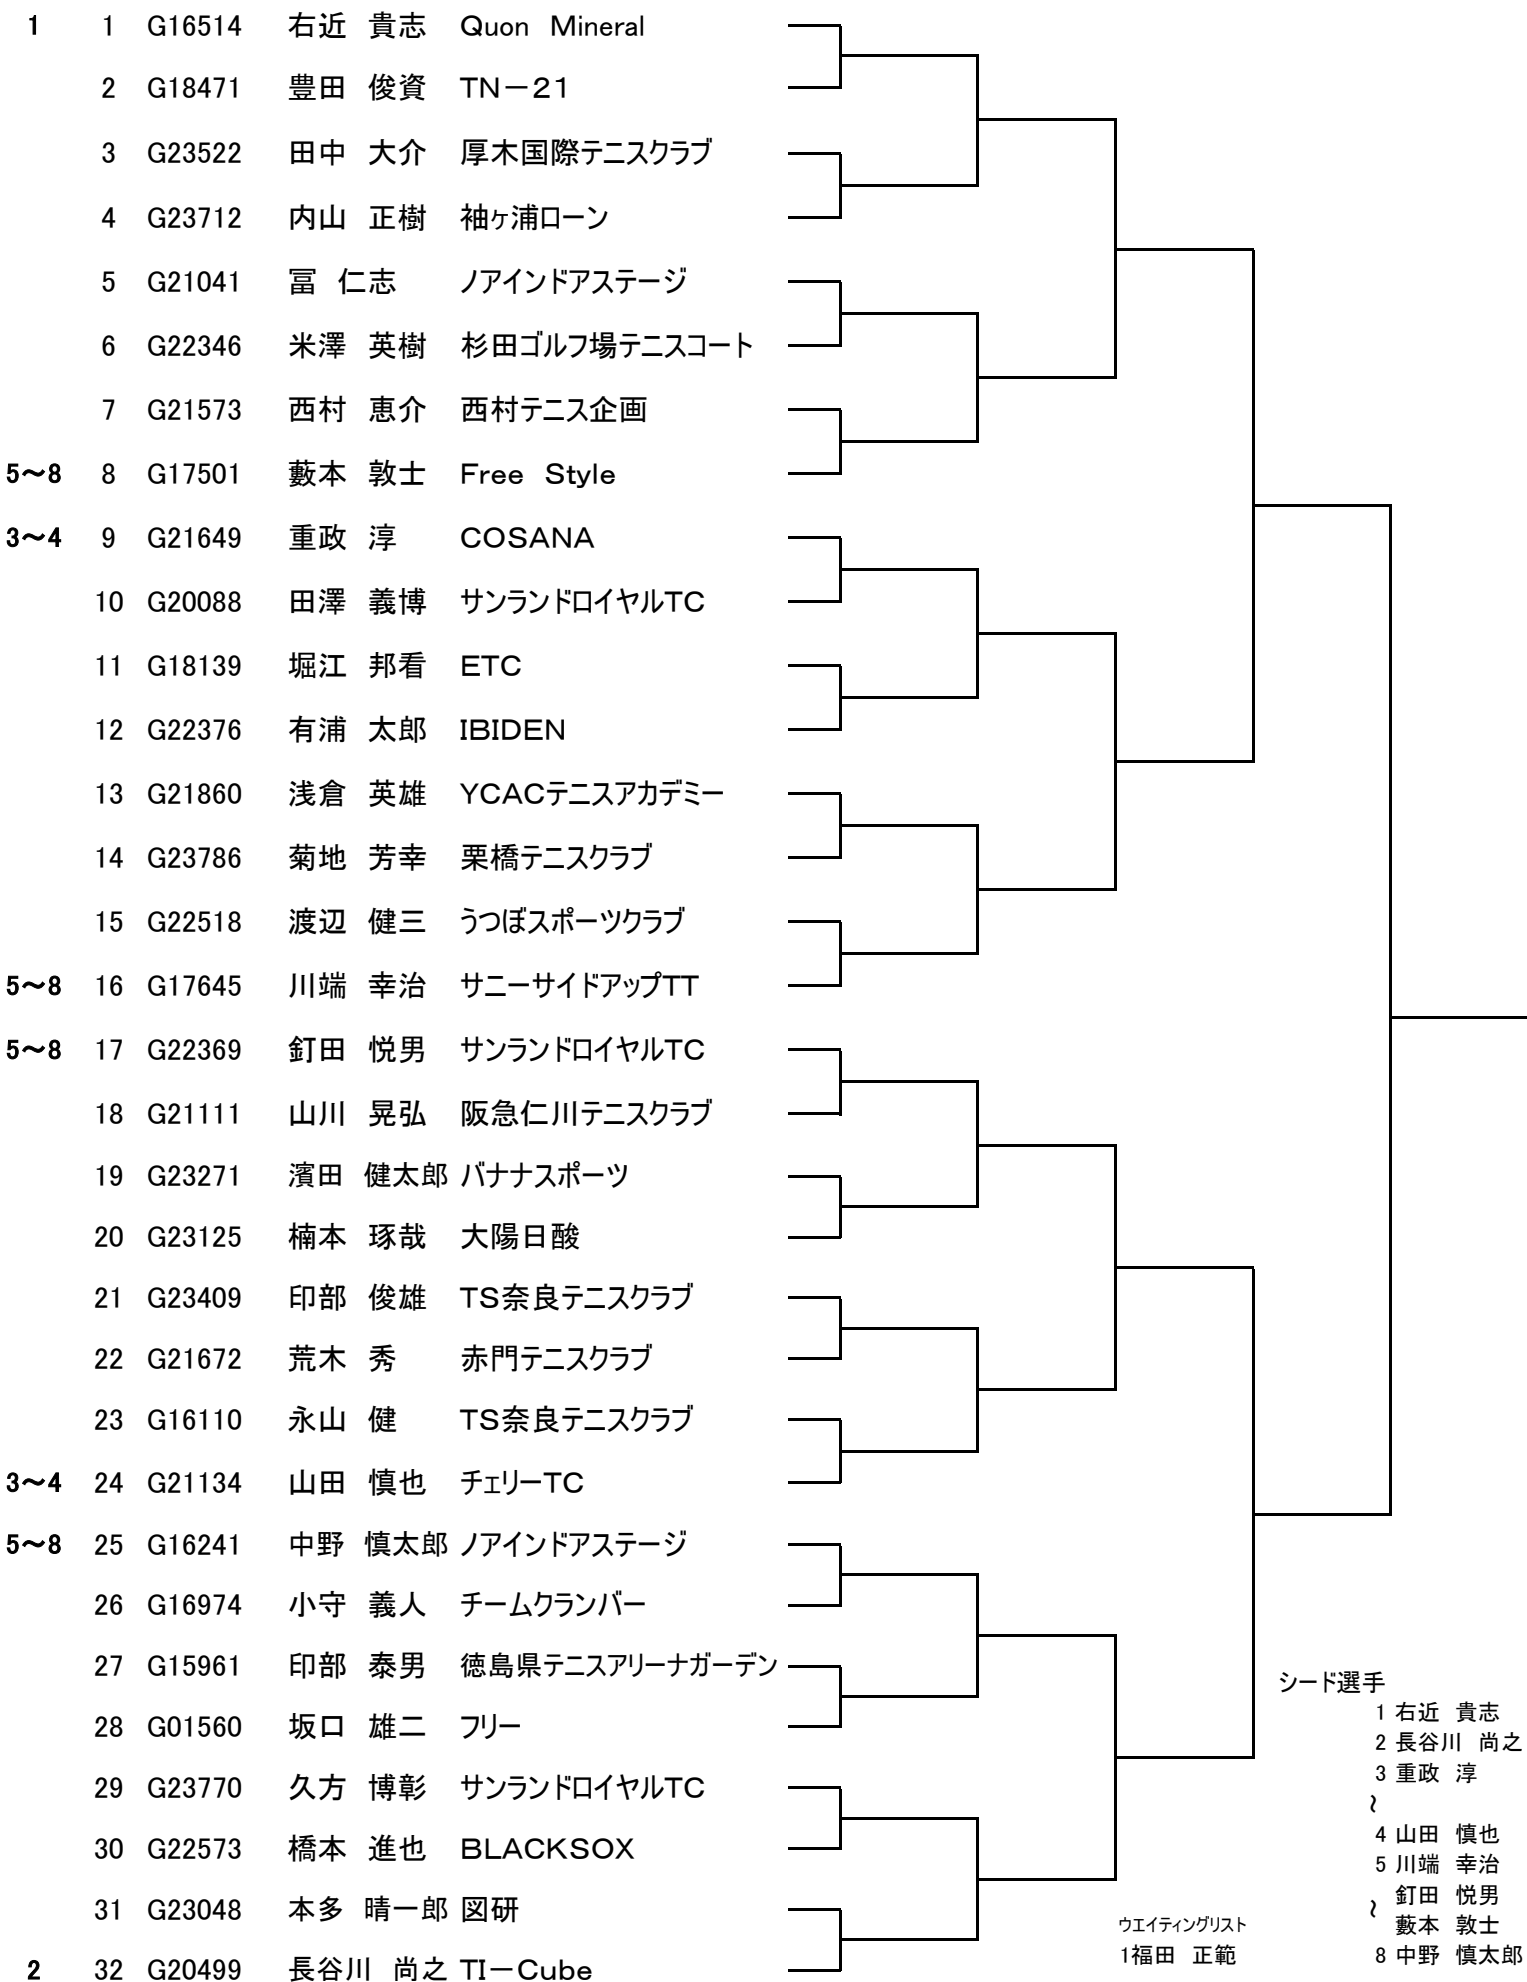 1 1 G16514 右近 貴志 Quon Mineral
2 G18471 豊田 俊資 TN－21
3 G23522 田中 大介 厚木国際テニスクラブ
4 G23712 内山 正樹 袖ヶ浦ローン
5 G21041 冨 仁志 ノアインドアステージ
6 G22346 米澤 英樹 杉田ゴルフ場テニスコート
7 G21573 西村 恵介 西村テニス企画
5～8 8 G17501 藪本 敦士 Free Style
3～4 9 G21649 重政 淳 COSANA
10 G20088 田澤 義博 サンランドロイヤルTC
11 G18139 堀江 邦看 ETC
12 G22376 有浦 太郎 IBIDEN
13 G21860 浅倉 英雄 YCACテニスアカデミー
14 G23786 菊地 芳幸 栗橋テニスクラブ
15 G22518 渡辺 健三 うつぼスポーツクラブ
5～8 16 G17645 川端 幸治 サニーサイドアップTT
5～8 17 G22369 釘田 悦男 サンランドロイヤルTC
18 G21111 山川 晃弘 阪急仁川テニスクラブ
19 G23271 濱田 健太郎 バナナスポーツ
20 G23125 楠本 琢哉 大陽日酸
21 G23409 印部 俊雄 TS奈良テニスクラブ
22 G21672 荒木 秀 赤門テニスクラブ
23 G16110 永山 健 TS奈良テニスクラブ
3～4 24 G21134 山田 慎也 チェリーTC
5～8 25 G16241 中野 慎太郎 ノアインドアステージ
26 G16974 小守 義人 チームクランバー
27 G15961 印部 泰男 徳島県テニスアリーナガーデン
28 G01560 坂口 雄二 フリー
29 G23770 久方 博彰 サンランドロイヤルTC
30 G22573 橋本 進也 BLACKSOX
31 G23048 本多 晴一郎 図研
2 32 G20499 長谷川 尚之 TI－Cube
シード選手
1 右近 貴志
2 長谷川 尚之
3 重政 淳
～
4 山田 慎也
5 川端 幸治
釘田 悦男
～
藪本 敦士
8 中野 慎太郎
ウエイティングリスト
1福田 正範